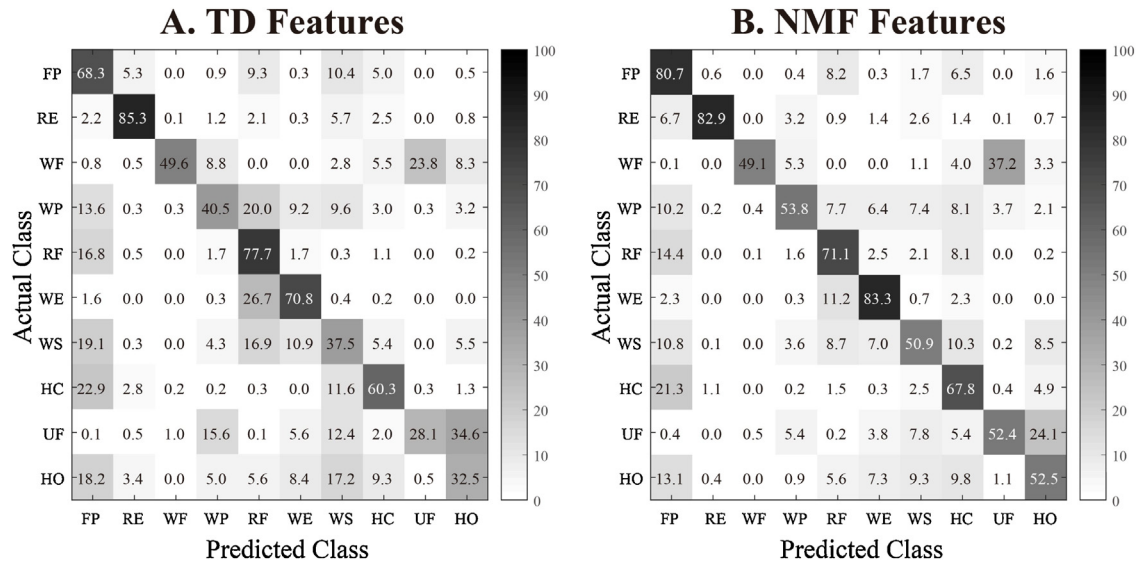 A. TD Features
FP 68.3 5.3 0.0 0.9 9.3 0.3 10.4 5.0 0.0 0.5
RE 2.2 85.3 0.1 1.2 2.1 0.3 5.7 2.5 0.0 0.8
WF 0.8 0.5 49.6 8.8 0.0 0.0 2.8 5.5 23.8 8.3
WP 13.6 0.3 0.3 40.5 20.0 9.2 9.6 3.0 0.3 3.2
RF 16.8 0.5 0.0 1.7 77.7 1.7 0.3 1.1 0.0 0.2
WE 1.6 0.0 0.0 0.3 26.7 70.8 0.4 0.2 0.0 0.0
WS 19.1 0.3 0.0 4.3 16.9 10.9 37.5 5.4 0.0 5.5
HC 22.9 2.8 0.2 0.2 0.3 0.0 11.6 60.3 0.3 1.3
UF 0.1 0.5 1.0 15.6 0.1 5.6 12.4 2.0 28.1 34.6
HO 18.2 3.4 0.0 5.0 5.6 8.4 17.2 9.3 0.5 32.5
FP RE WF WP RF WE WS HC UF HO
Predicted Class
Actual Class
100
90
80
70
60
50
40
30
20
10
0
B. NMF Features
FP 80.7 0.6 0.0 0.4 8.2 0.3 1.7 6.5 0.0 1.6
RE 6.7 82.9 0.0 3.2 0.9 1.4 2.6 1.4 0.1 0.7
WF 0.1 0.0 49.1 5.3 0.0 0.0 1.1 4.0 37.2 3.3
WP 10.2 0.2 0.4 53.8 7.7 6.4 7.4 8.1 3.7 2.1
RF 14.4 0.0 0.1 1.6 71.1 2.5 2.1 8.1 0.0 0.2
WE 2.3 0.0 0.0 0.3 11.2 83.3 0.7 2.3 0.0 0.0
WS 10.8 0.1 0.0 3.6 8.7 7.0 50.9 10.3 0.2 8.5
HC 21.3 1.1 0.0 0.2 1.5 0.3 2.5 67.8 0.4 4.9
UF 0.4 0.0 0.5 5.4 0.2 3.8 7.8 5.4 52.4 24.1
HO 13.1 0.4 0.0 0.9 5.6 7.3 9.3 9.8 1.1 52.5
FP RE WF WP RF WE WS HC UF HO
Predicted Class
Actual Class
100
90
80
70
60
50
40
30
20
10
0